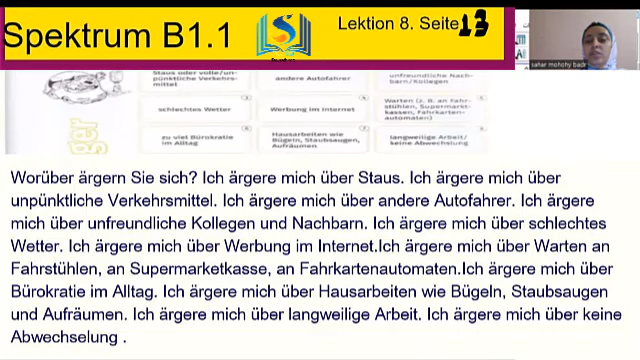 Spektrum B1.1
Lektion 8. Seite 13
sahar mohohy badr
Staus oder volle/un-
pünktliche Verkehrs-
mittel
andere Autofahrer
unfreundliche Nach-
barn/Kollegen
schlechtes Wetter
Werbung im Internet
Warten (z. B. an Fahr-
stühlen, Supermarkt-
kassen, Fahrkarten-
automaten)
zu viel Bürokratie
im Alltag
Hausarbeiten wie
Bügeln, Staubsaugen,
Aufräumen
langweilige Arbeit/
keine Abwechslung
Worüber ärgern Sie sich? Ich ärgere mich über Staus. Ich ärgere mich über
unpünktliche Verkehrsmittel. Ich ärgere mich über andere Autofahrer. Ich ärgere
mich über unfreundliche Kollegen und Nachbarn. Ich ärgere mich über schlechtes
Wetter. Ich ärgere mich über Werbung im Internet.Ich ärgere mich über Warten an
Fahrstühlen, an Supermarketkasse, an Fahrkartenautomaten.Ich ärgere mich über
Bürokratie im Alltag. Ich ärgere mich über Hausarbeiten wie Bügeln, Staubsaugen
und Aufräumen. Ich ärgere mich über langweilige Arbeit. Ich ärgere mich über keine
Abwechselung .